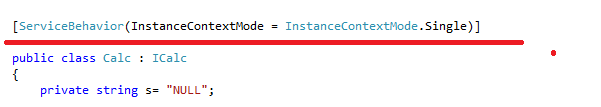 [ServiceBehavior(InstanceContextMode = InstanceContextMode.Single)]
public class Calc : ICalc
{
private string s= "NULL";